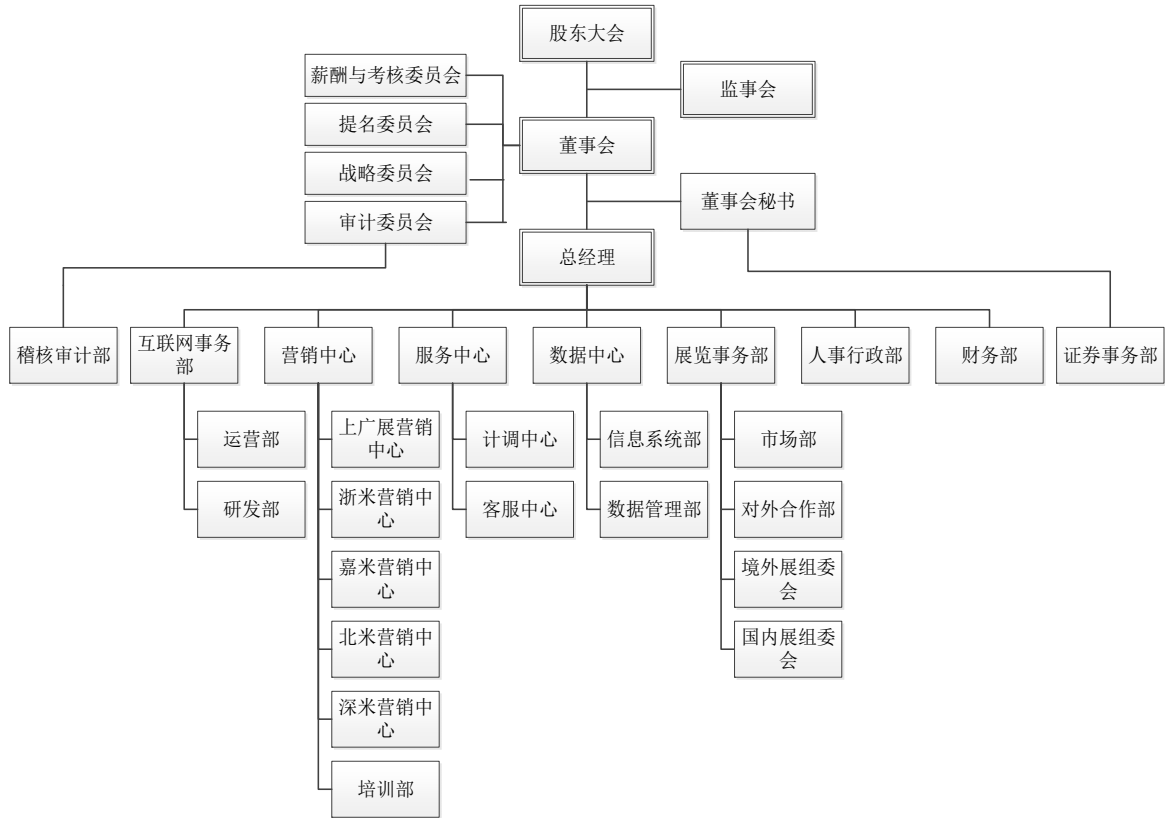 股东大会
薪酬与考核委员会
监事会
提名委员会
董事会
战略委员会
董事会秘书
审计委员会
总经理
稽核审计部
互联网事务
部
营销中心
服务中心
数据中心
展览事务部
人事行政部
财务部
证券事务部
运营部
上广展营销
中心
计调中心
信息系统部
市场部
研发部
浙米营销中
心
客服中心
数据管理部
对外合作部
嘉米营销中
心
境外展组委
会
北米营销中
心
国内展组委
会
深米营销中
心
培训部